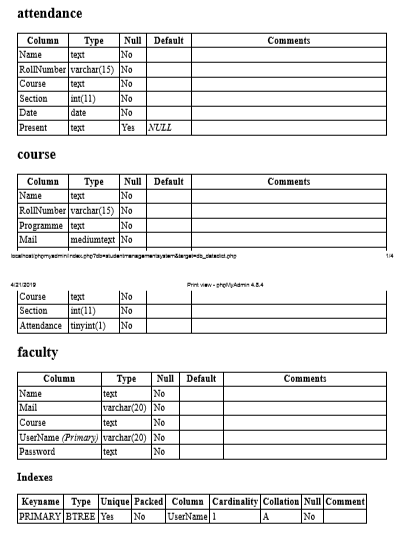 attendance
Column Type Null Default Comments
Name text No
RollNumber varchar(15) No
Course text No
Section int(11) No
Date date No
Present text Yes NULL
course
Column Type Null Default Comments
Name text No
RollNumber varchar(15) No
Programme text No
Mail mediumtext No
localhost/phpmyadmin/index.php?db=studentmanagementsystem&target=db_datadict.php 1/4
4/21/2019 Print view - phpMyAdmin 4.8.4
Course text No
Section int(11) No
Attendance tinyint(1) No
faculty
Column Type Null Default Comments
Name text No
Mail varchar(20) No
Course text No
UserName (Primary) varchar(20) No
Password text No
Indexes
Keyname Type Unique Packed Column Cardinality Collation Null Comment
PRIMARY BTREE Yes No UserName 1 A No